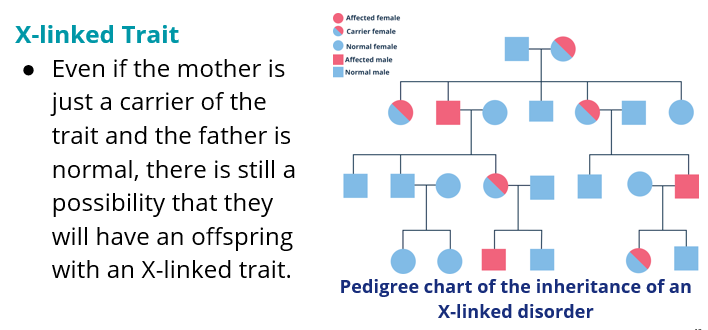 X-linked Trait
● Even if the mother is
just a carrier of the
trait and the father is
normal, there is still a
possibility that they
will have an offspring
with an X-linked trait.
Affected female
Carrier female
Normal female
Affected male
Normal male
Pedigree chart of the inheritance of an
X-linked disorder